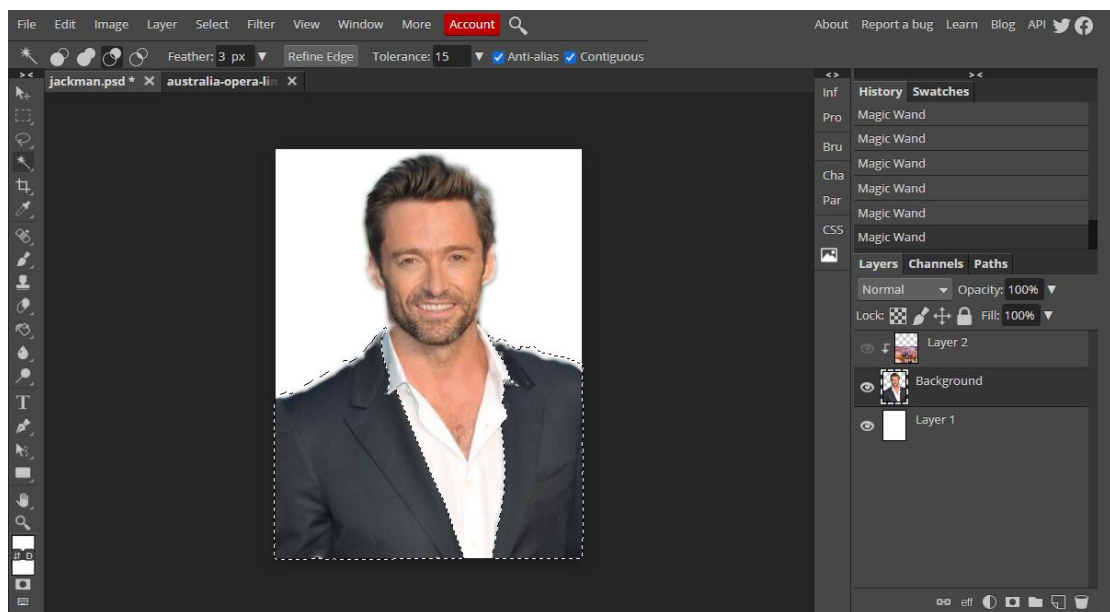 File Edit Image Layer Select Filter View Window More Account About Report a bug Learn Blog API
Feather: 3 px ▼ Refine Edge Tolerance: 15 ▼ Anti-alias Contiguous
jackman.psd * X australia-opera-lin X
> <
< >
> <
Inf
Pro
Bru
Cha
Par
CSS
History Swatches
Magic Wand
Magic Wand
Magic Wand
Magic Wand
Magic Wand
Magic Wand
Layers Channels Paths
Normal Opacity: 100% ▼
Lock: Fill: 100% ▼
Layer 2
Background
Layer 1
T
D
eff